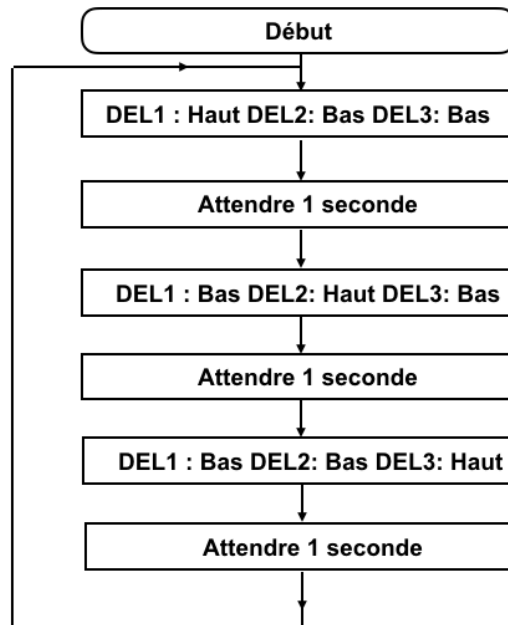 Début
DEL1 : Haut DEL2: Bas DEL3: Bas
Attendre 1 seconde
DEL1 : Bas DEL2: Haut DEL3: Bas
Attendre 1 seconde
DEL1 : Bas DEL2: Bas DEL3: Haut
Attendre 1 seconde